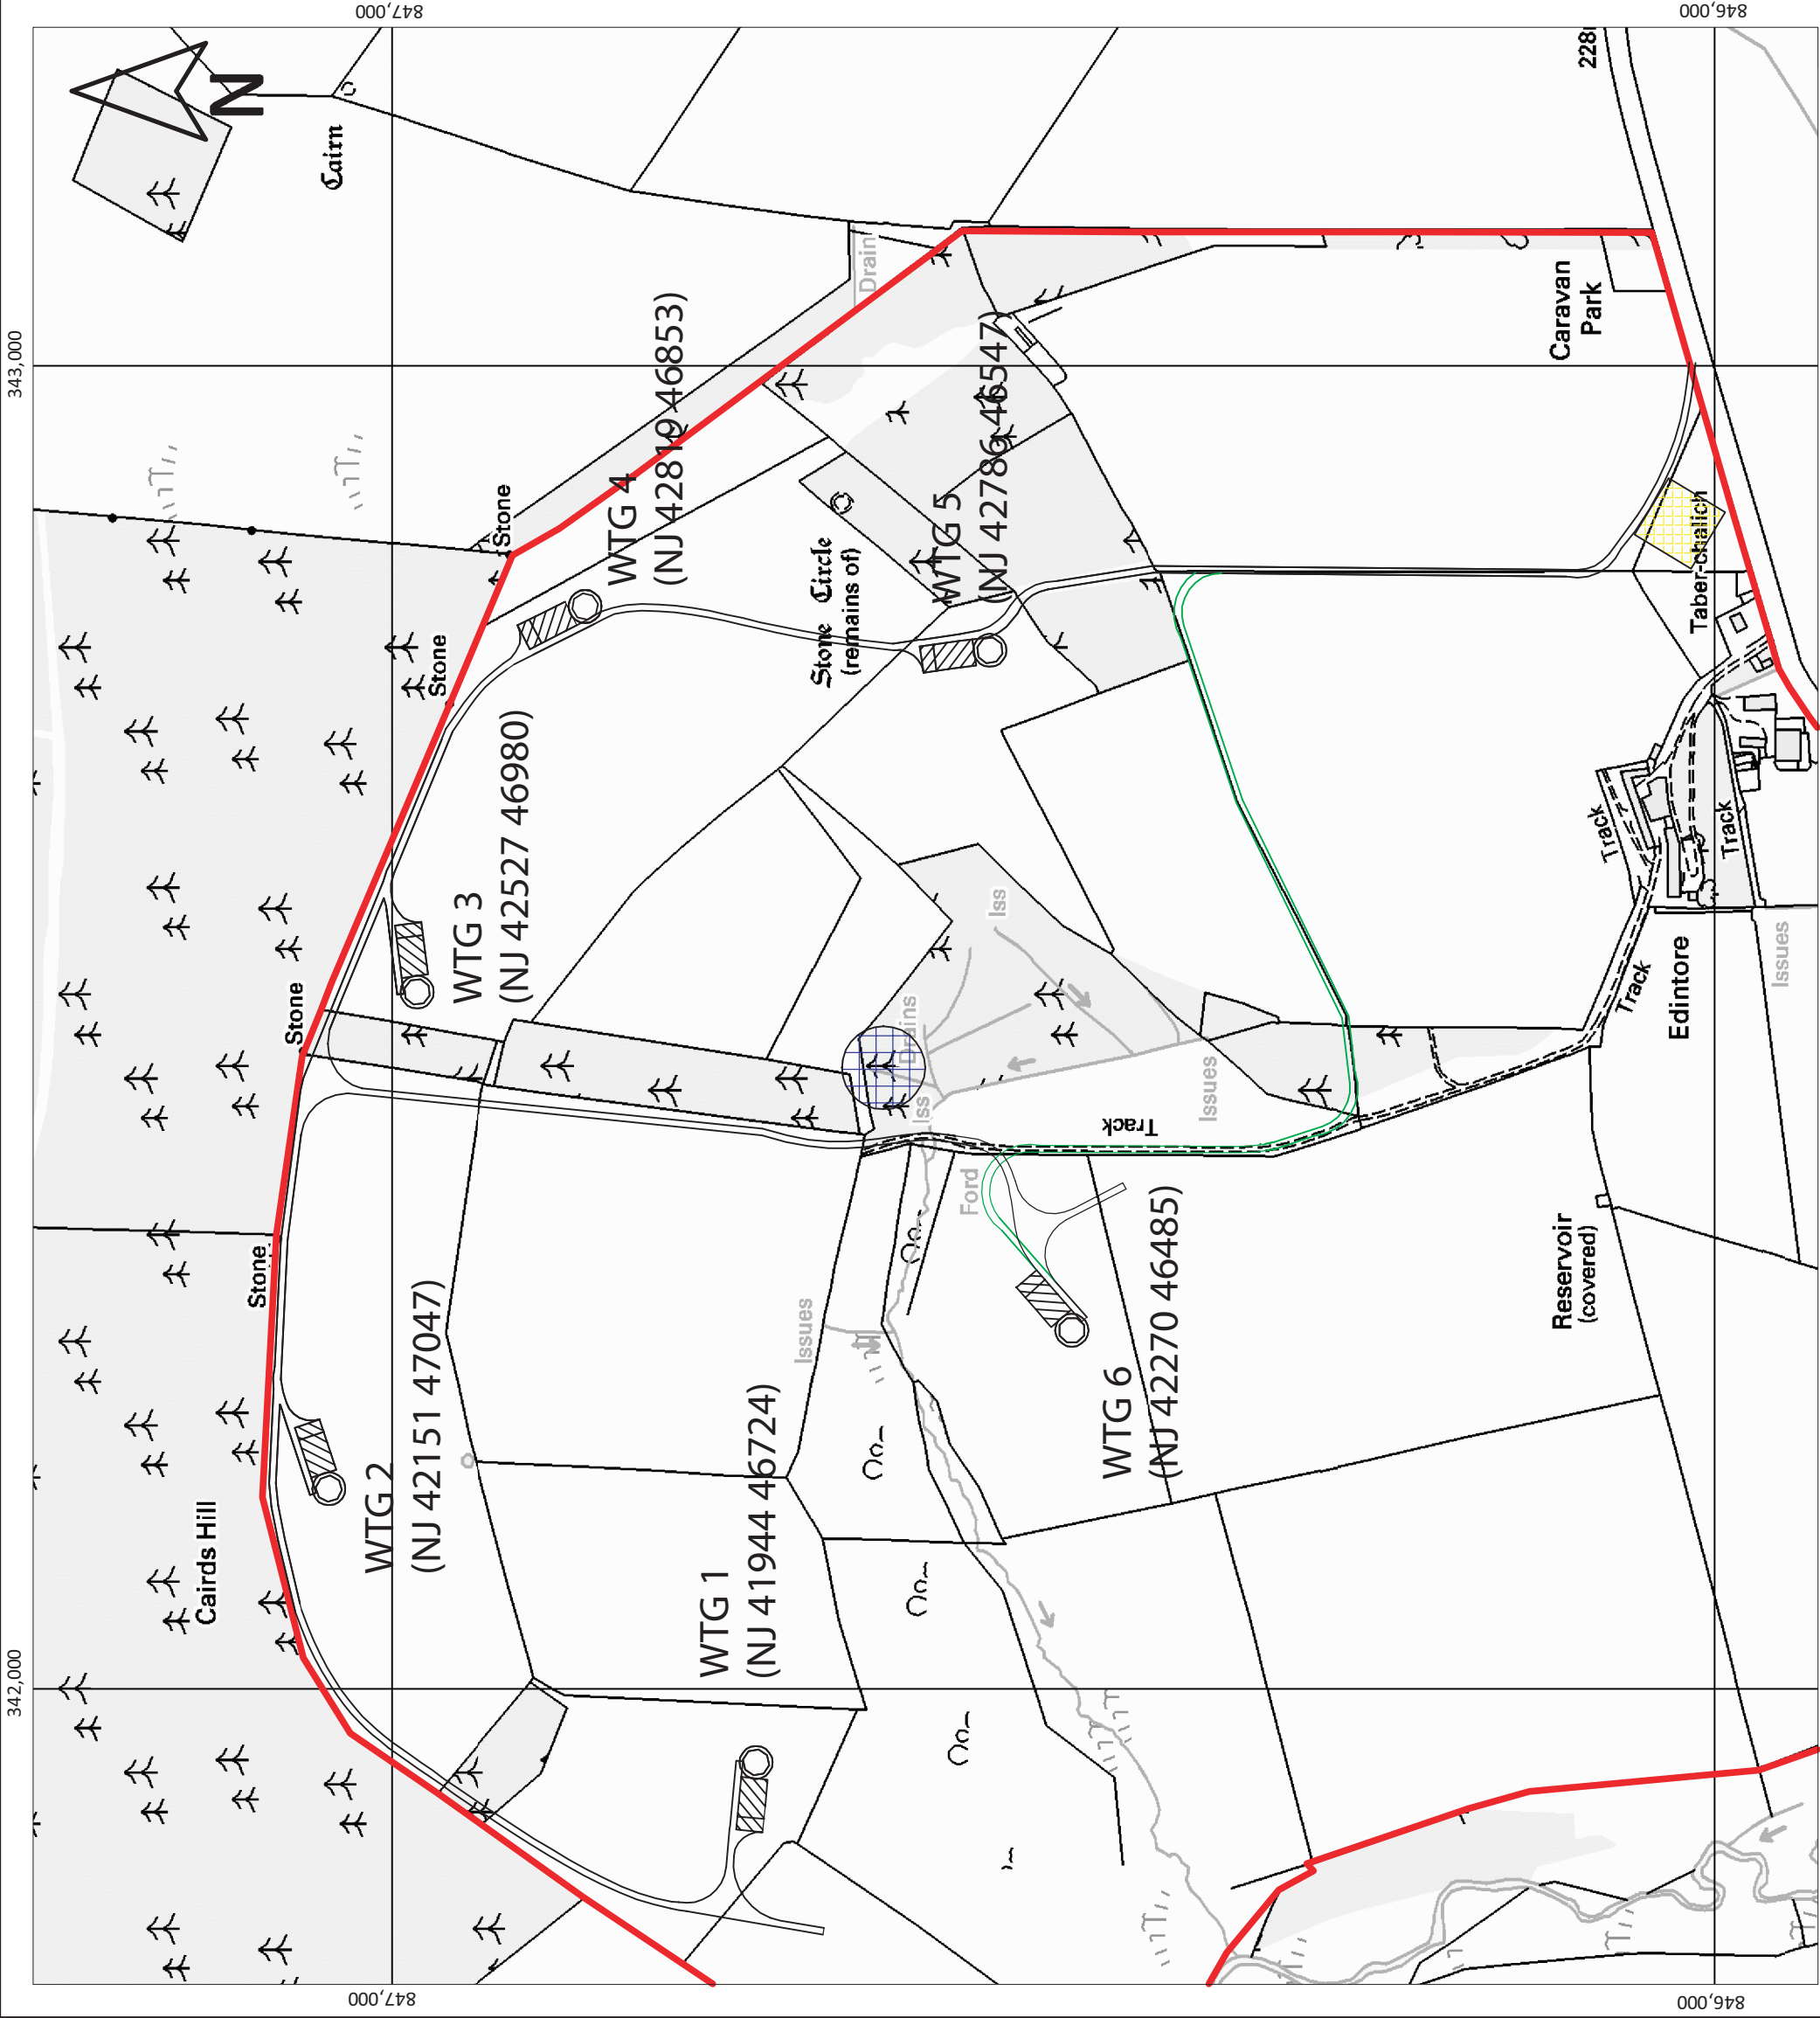 847,000
846,000
N
Cairn
228
Drain
Caravan
Park
343,000
WTG 4
(NJ 42819 46853)
WTG 5
(NJ 42786 46547)
Stone
Stone Circle
(remains of)
Taber-chalich
Stone
WTG 3
(NJ 42527 46980)
Track
Track
Iss
Stone
Drains
Track
Edintore
Issues
Iss
Issues
Track
Ford
Stone
Reservoir
(covered)
Issues
WTG 2
(NJ 42151 47047)
WTG 6
(NJ 42270 46485)
Cairds Hill
WTG 1
(NJ 41944 46724)
342,000
847,000
846,000